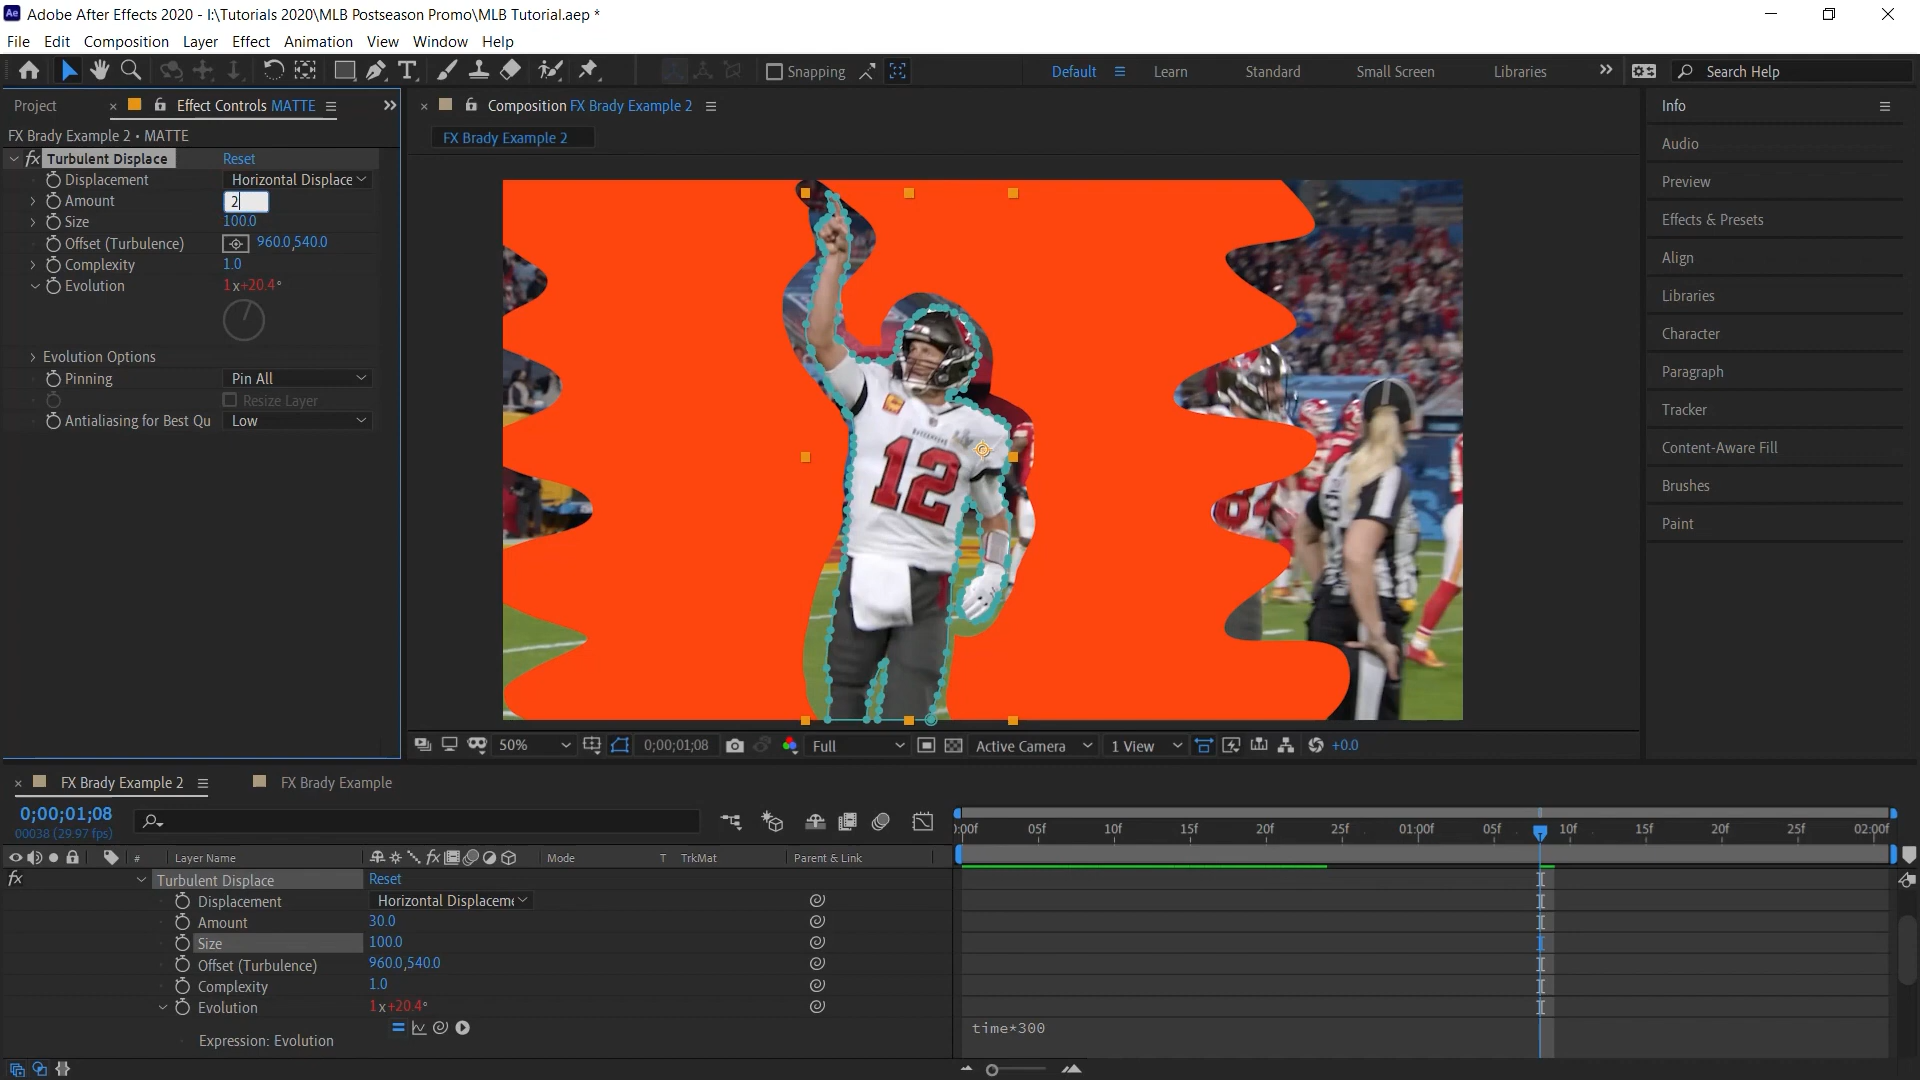 Adobe After Effects 2020 - I:\Tutorials 2020\MLB Postseason Promo\MLB Tutorial.aep *
File Edit Composition Layer Effect Animation View Window Help
Snapping Default Learn Standard Small Screen Libraries Search Help
Project Effect Controls MATTE
Composition FX Brady Example 2
Info
FX Brady Example 2 • MATTE
FX Brady Example 2
Audio
fx Turbulent Displace Reset
Displacement Horizontal Displace
Preview
Amount 2
Size 100.0
Effects & Presets
Offset (Turbulence) 960.0,540.0
Align
Complexity 1.0
Evolution 1x+20.4°
Libraries
Character
Evolution Options
Paragraph
Pinning Pin All
Resize Layer
Tracker
Antialiasing for Best Qu Low
Content-Aware Fill
Brushes
Paint
BUCCANEERS
12
50% 0;00;01;08 Full Active Camera 1 View +0.0
FX Brady Example 2 FX Brady Example
0;00;01;08
00038 (29.97 fps)
):00f 05f 10f 15f 20f 25f 01:00f 05f 10f 15f 20f 25f 02:00f
# Layer Name Mode T TrkMat Parent & Link
fx Turbulent Displace Reset
Displacement Horizontal Displaceme
Amount 30.0
Size 100.0
Offset (Turbulence) 960.0,540.0
Complexity 1.0
Evolution 1x+20.4°
Expression: Evolution time*300